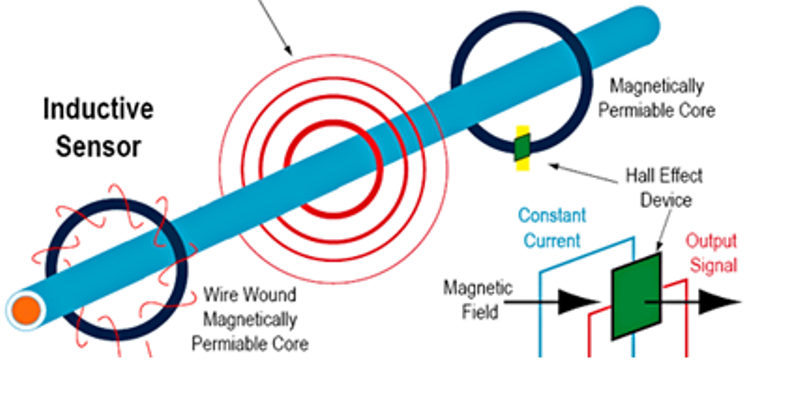 Inductive
Sensor
Magnetically
Permiable Core
Hall Effect
Device
Constant
Current
Output
Signal
Magnetic
Field
Wire Wound
Magnetically
Permiable Core